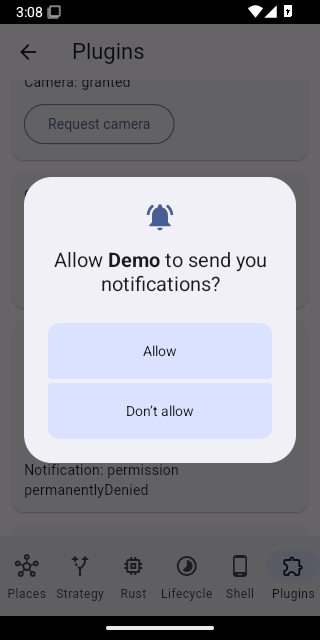 3:08
Plugins
Camera: granted
Request camera
Allow Demo to send you
notifications?
Allow
Don't allow
Notification: permission
permanentlyDenied
Places Strategy Rust Lifecycle Shell Plugins